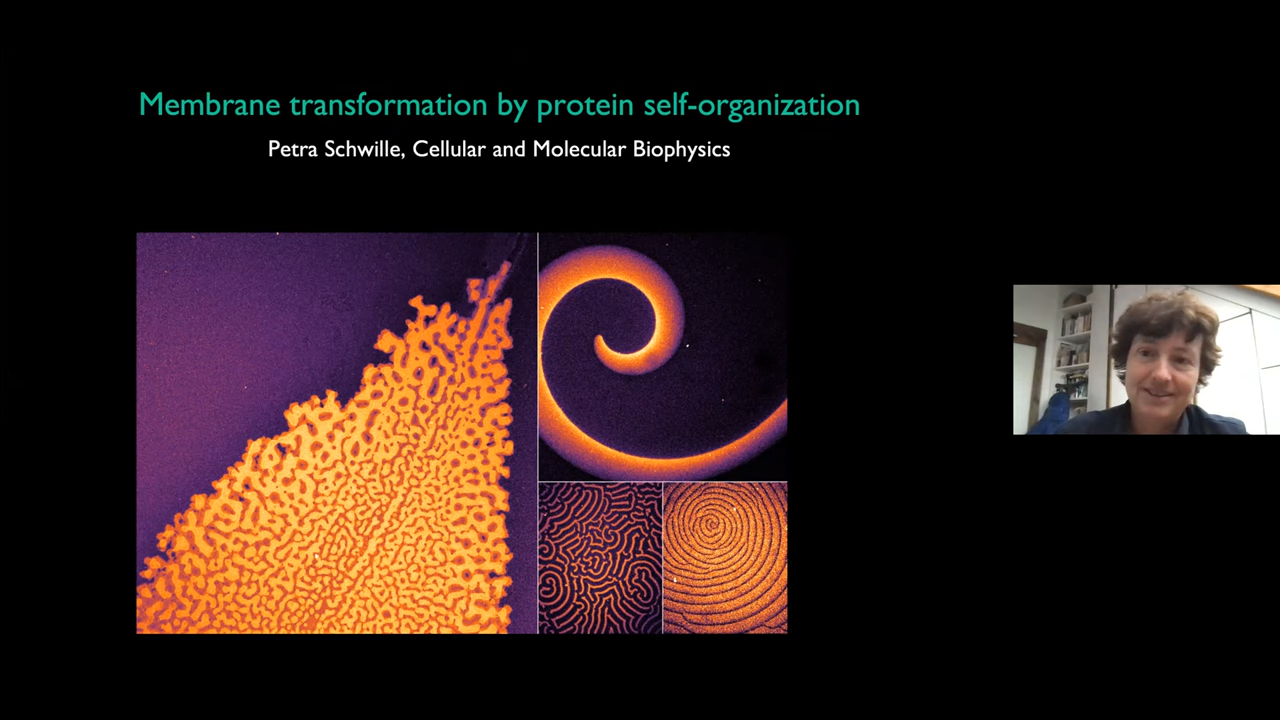 Membrane transformation by protein self-organization
Petra Schwille, Cellular and Molecular Biophysics